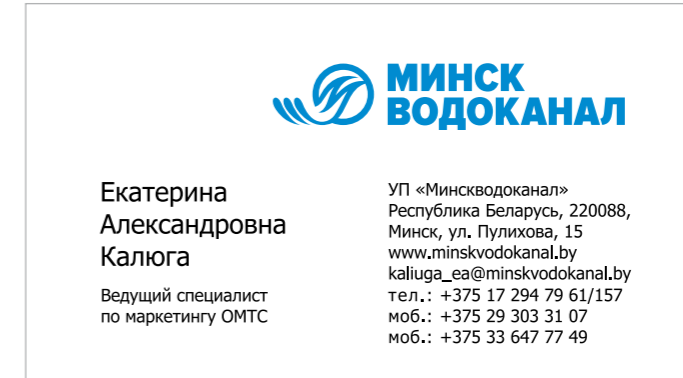 МИНСК
ВОДОКАНАЛ
Екатерина
Александровна
Калюга
Ведущий специалист
по маркетингу ОМТС
УП «Минскводоканал»
Республика Беларусь, 220088,
Минск, ул. Пулихова, 15
www.minskvodokanal.by
kaliuga_ea@minskvodokanal.by
тел.: +375 17 294 79 61/157
моб.: +375 29 303 31 07
моб.: +375 33 647 77 49